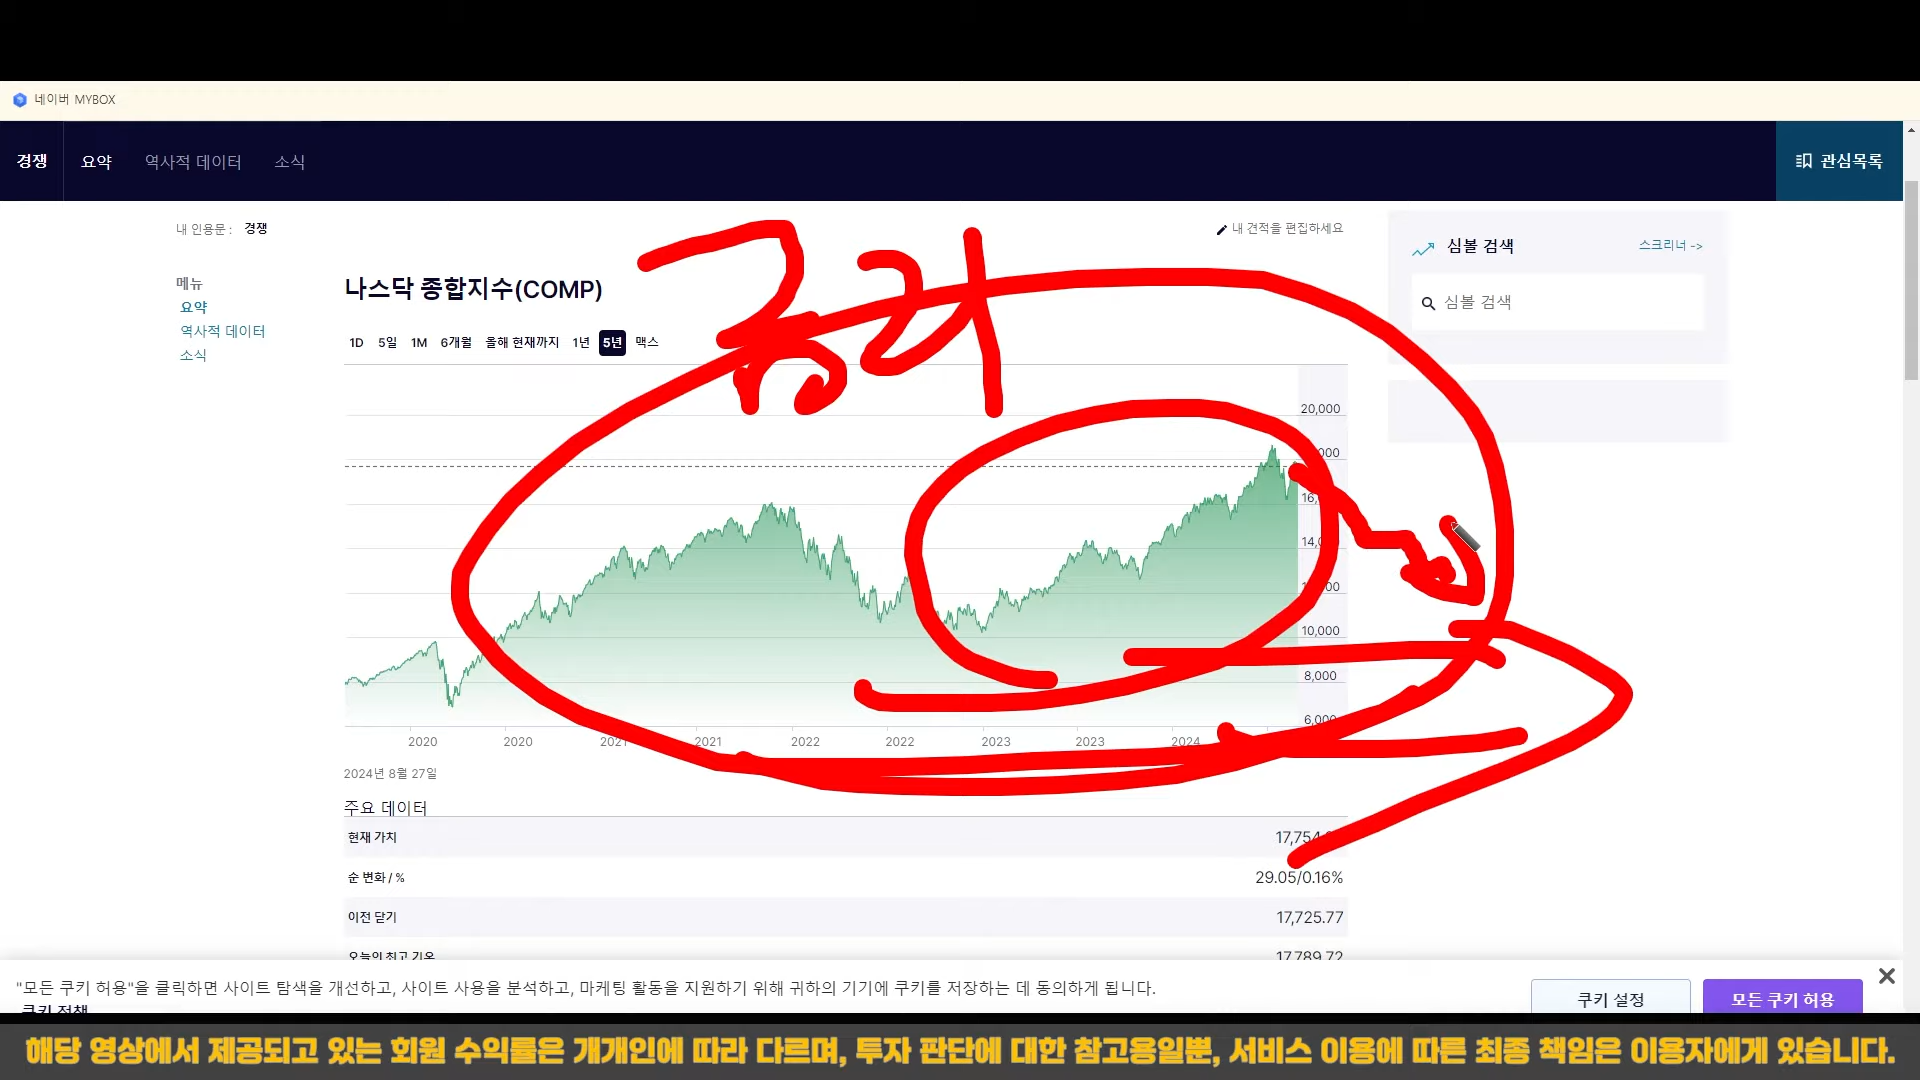 네이버 MYBOX
경쟁 요약 역사적 데이터 소식 관심목록
내 인용문 : 경쟁
내 견적을 편집하세요
메뉴
요약
역사적 데이터
소식
나스닥 종합지수(COMP)
1D 5일 1M 6개월 올해 현재까지 1년 5년 맥스
심볼 검색 스크리너 ->
심볼 검색
금리
20,000
10,000
8,000
2020 2020 2021 2021 2022 2022 2023 2023 2024
2024년 8월 27일
주요 데이터
현재 가치
순 변화 / % 29.05/0.16%
이전 닫기 17,725.77
"모든 쿠키 허용"을 클릭하면 사이트 탐색을 개선하고, 사이트 사용을 분석하고, 마케팅 활동을 지원하기 위해 귀하의 기기에 쿠키를 저장하는 데 동의하게 됩니다.
쿠키 설정 모든 쿠키 허용
해당 영상에서 제공되고 있는 회원 수익률은 개개인에 따라 다르며, 투자 판단에 대한 참고용일뿐, 서비스 이용에 따른 최종 책임은 이용자에게 있습니다.